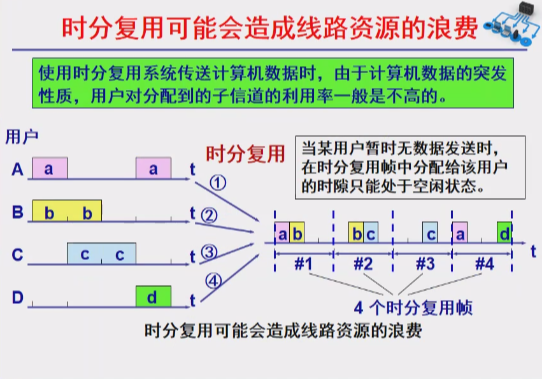 时分复用可能会造成线路资源的浪费
使用时分复用系统传送计算机数据时，由于计算机数据的突发
性质，用户对分配到的子信道的利用率一般是不高的。
用户
A a a t
B b b t
C c c t
D d t
时分复用
① 
②
③
④
当某用户暂时无数据发送时，
在时分复用帧中分配给该用户
的时隙只能处于空闲状态。
a b b c c a d
t
#1 #2 #3 #4
4 个时分复用帧
时分复用可能会造成线路资源的浪费